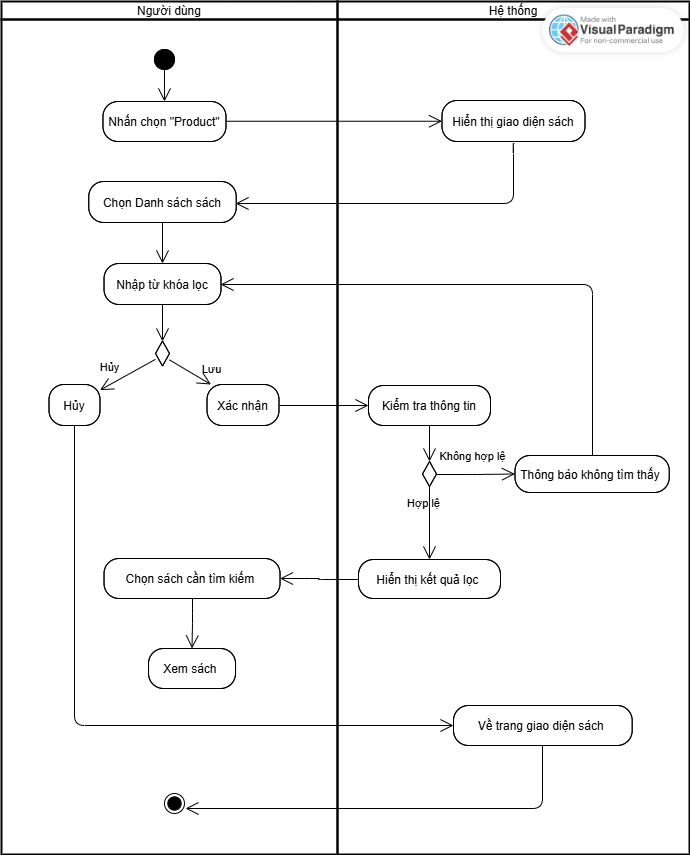 Người dùng
Hệ thống
Made with
VisualParadigm
For non-commercial use
Nhấn chọn "Product"
Hiển thị giao diện sách
Chọn Danh sách sách
Nhập từ khóa lọc
Hủy
Lưu
Hủy
Xác nhận
Kiểm tra thông tin
Không hợp lệ
Thông báo không tìm thấy
Hợp lệ
Chọn sách cần tìm kiếm
Hiển thị kết quả lọc
Xem sách
Về trang giao diện sách